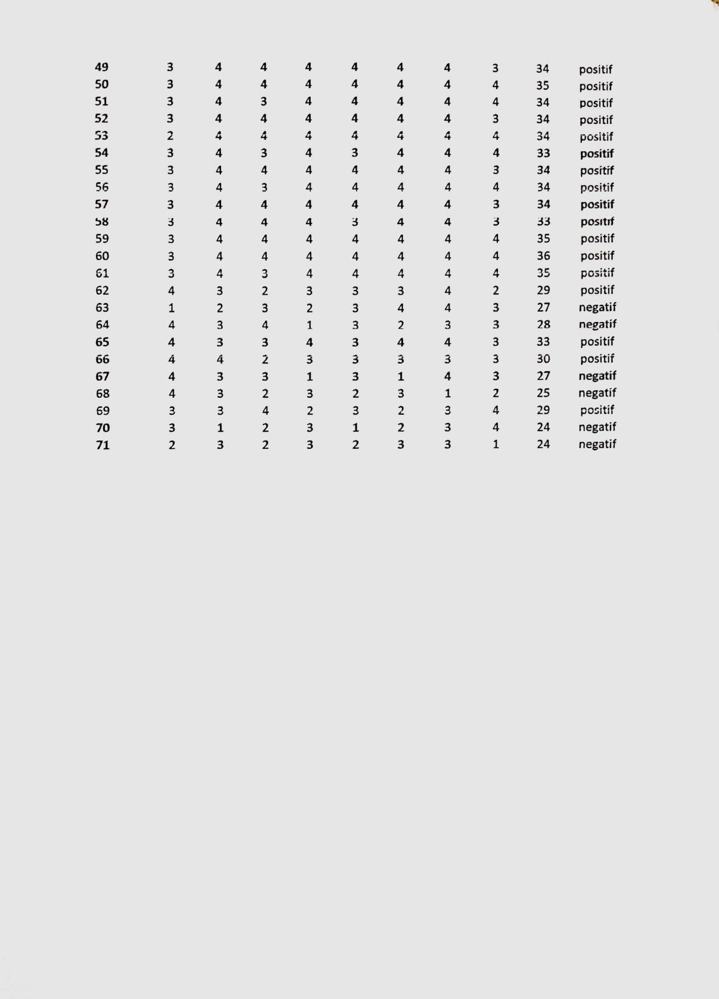 49 3 4 4 4 4 4 4 3 34 positif
50 3 4 4 4 4 4 4 4 35 positif
51 3 4 3 4 4 4 4 4 34 positif
52 3 4 4 4 4 4 4 3 34 positif
53 2 4 4 4 4 4 4 4 34 positif
54 3 4 3 4 3 4 4 4 33 positif
55 3 4 4 4 4 4 4 3 34 positif
56 3 4 3 4 4 4 4 4 34 positif
57 3 4 4 4 4 4 4 3 34 positif
58 3 4 4 4 3 4 4 3 33 positif
59 3 4 4 4 4 4 4 4 35 positif
60 3 4 4 4 4 4 4 4 36 positif
61 3 4 3 4 4 4 4 4 35 positif
62 4 3 2 3 3 3 4 2 29 positif
63 1 2 3 2 3 4 4 3 27 negatif
64 4 3 4 1 3 2 3 3 28 negatif
65 4 3 3 4 3 4 4 3 33 positif
66 4 4 2 3 3 3 3 3 30 positif
67 4 3 3 1 3 1 4 3 27 negatif
68 4 3 2 3 2 3 1 2 25 negatif
69 3 3 4 2 3 2 3 4 29 positif
70 3 1 2 3 1 2 3 4 24 negatif
71 2 3 2 3 2 3 3 1 24 negatif